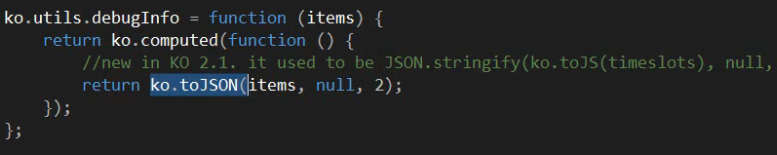 ko.utils.debugInfo = function (items) {
    return ko.computed(function () {
        //new in KO 2.1. it used to be JSON.stringify(ko.toJS(timeslots), null,
        return ko.toJSON(items, null, 2);
    });
};